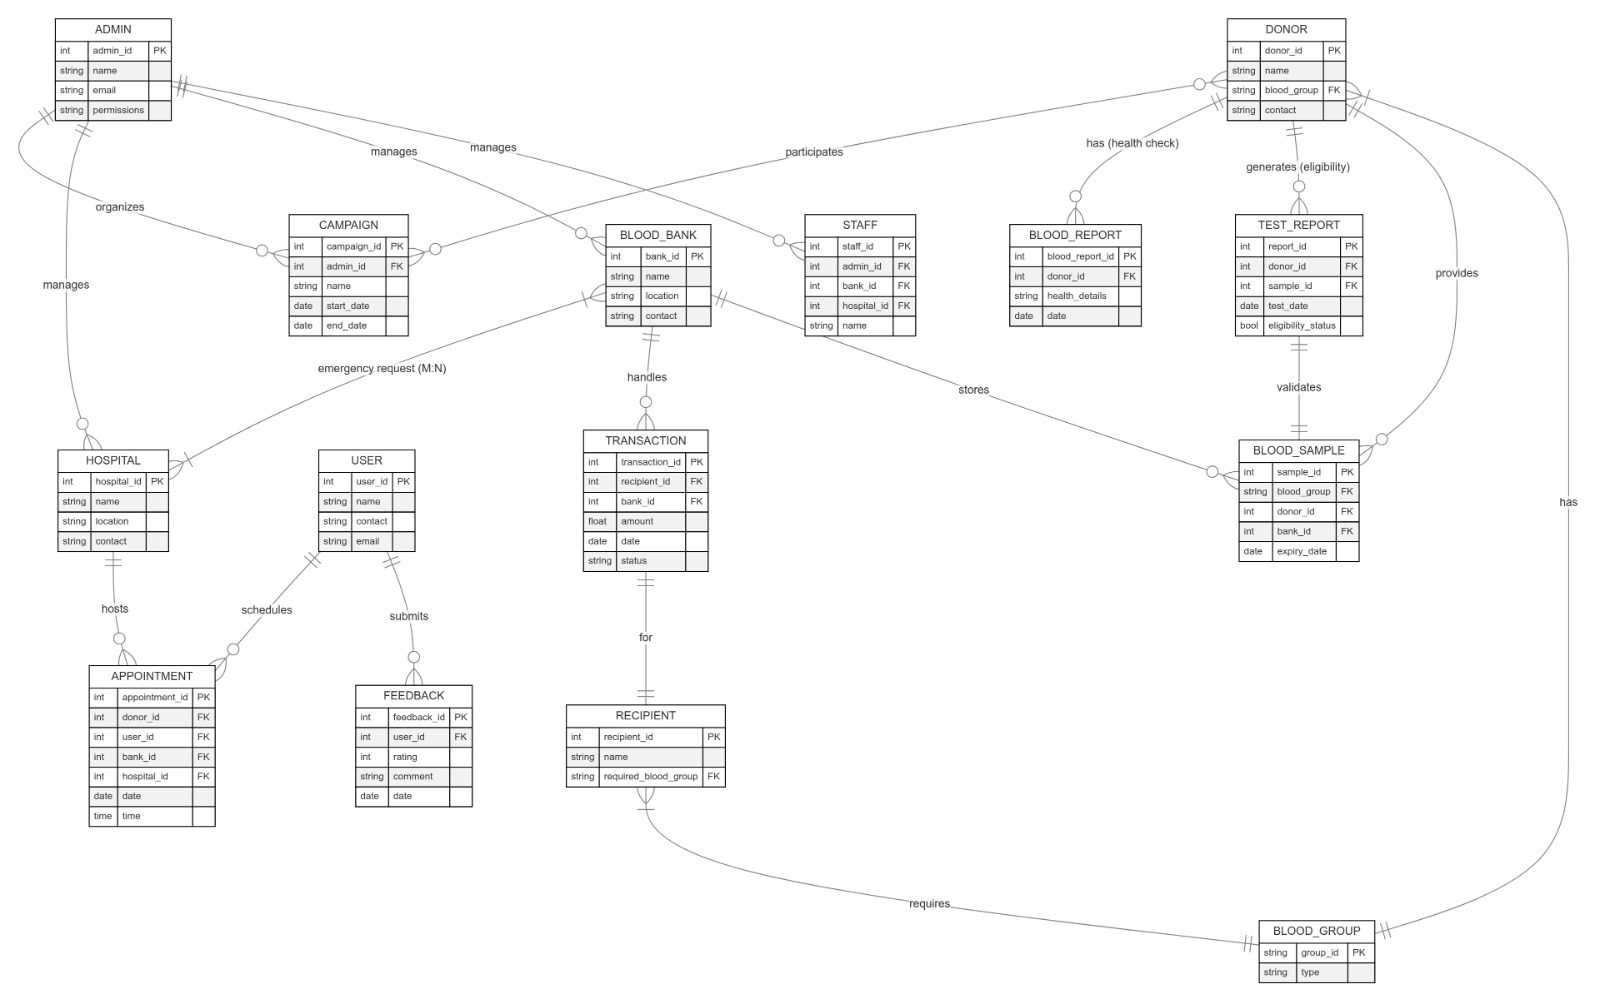 ADMIN
int admin_id PK
string name
string email
string permissions
DONOR
int donor_id PK
string name
string blood_group FK
string contact
manages
manages
participates
has (health check)
generates (eligibility)
organizes
CAMPAIGN
int campaign_id PK
int admin_id FK
string name
date start_date
date end_date
BLOOD_BANK
int bank_id PK
string name
string location
string contact
STAFF
int staff_id PK
int admin_id FK
int bank_id FK
int hospital_id FK
string name
BLOOD_REPORT
int blood_report_id PK
int donor_id FK
string health_details
date date
TEST_REPORT
int report_id PK
int donor_id FK
int sample_id FK
date test_date
bool eligibility_status
manages
provides
emergency request (M:N)
handles
stores
validates
HOSPITAL
int hospital_id PK
string name
string location
string contact
USER
int user_id PK
string name
string contact
string email
TRANSACTION
int transaction_id PK
int recipient_id FK
int bank_id FK
float amount
date date
string status
BLOOD_SAMPLE
int sample_id PK
string blood_group FK
int donor_id FK
int bank_id FK
date expiry_date
has
hosts
schedules
submits
for
APPOINTMENT
int appointment_id PK
int donor_id FK
int user_id FK
int bank_id FK
int hospital_id FK
date date
time time
FEEDBACK
int feedback_id PK
int user_id FK
int rating
string comment
date date
RECIPIENT
int recipient_id PK
string name
string required_blood_group FK
requires
BLOOD_GROUP
string group_id PK
string type